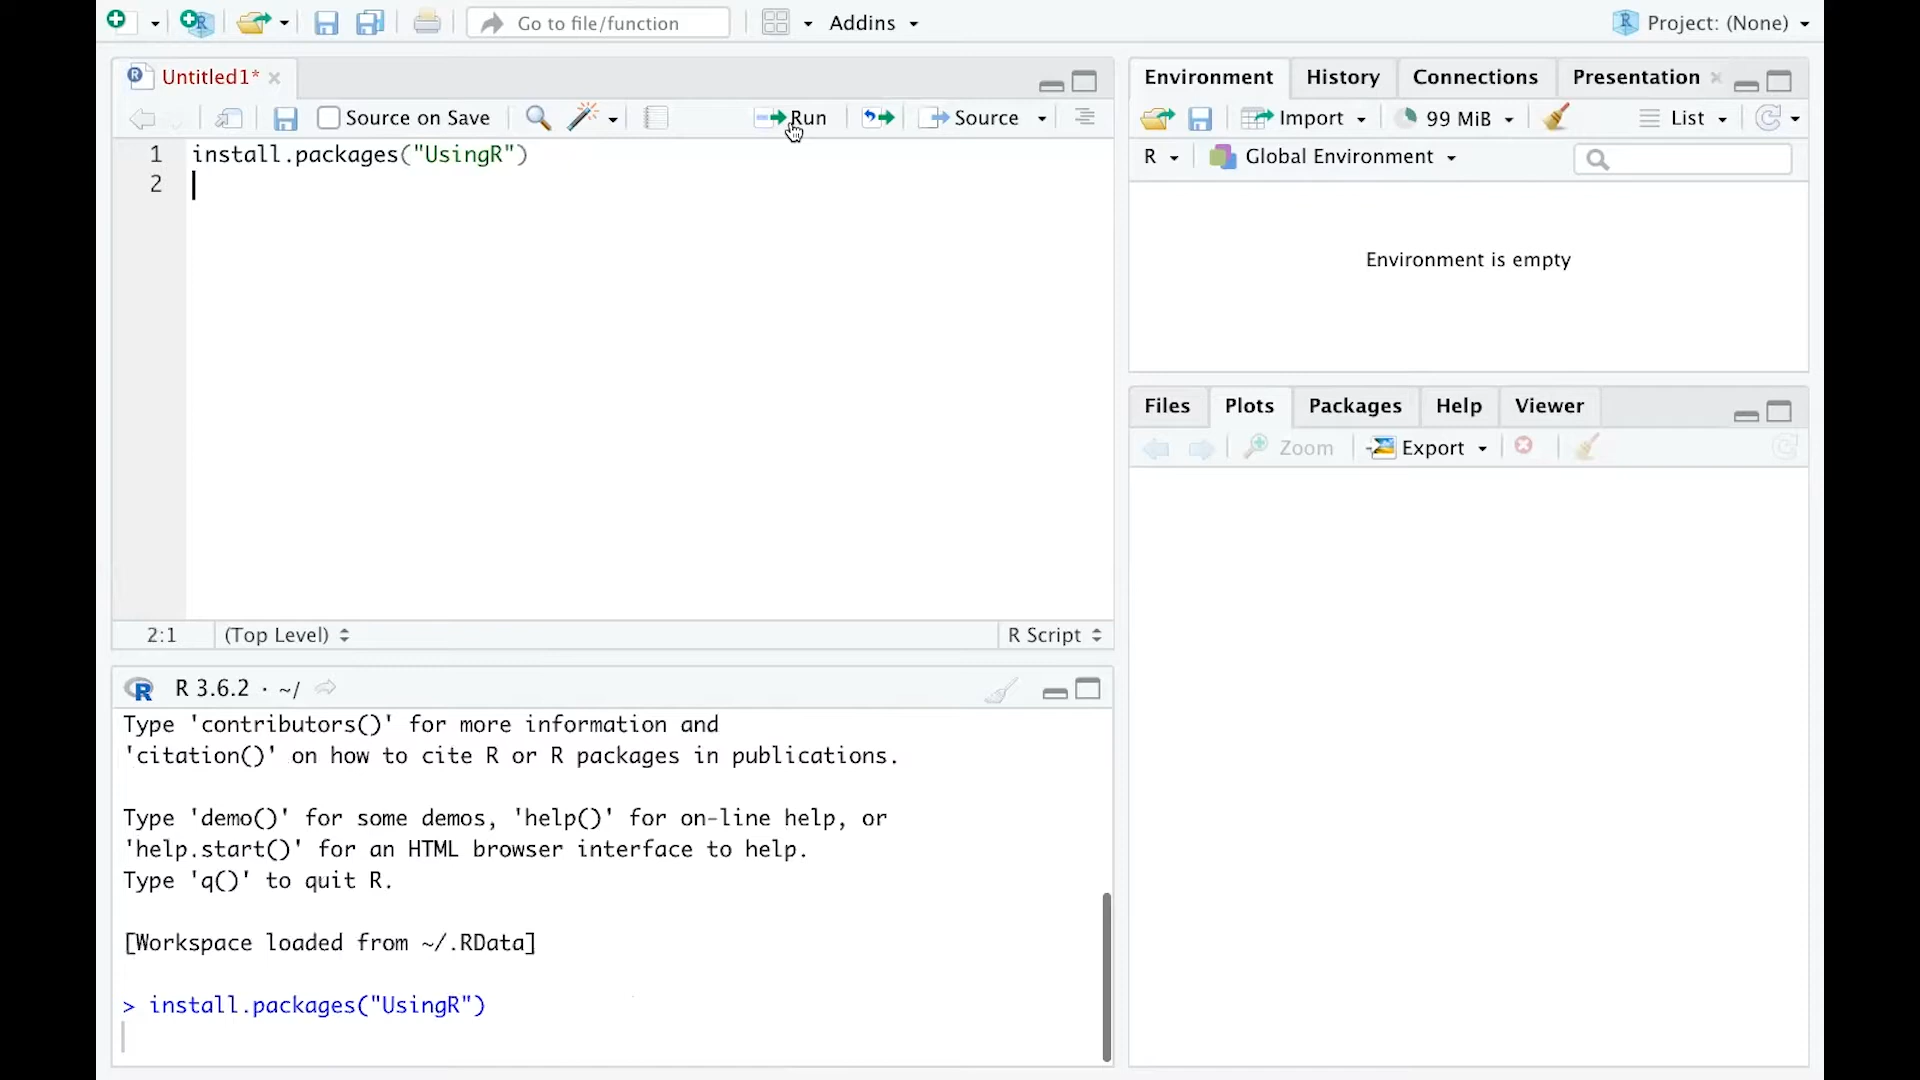 Go to file/function
Addins
Project: (None)
Untitled1*
Source on Save
Run
Source
1 install.packages("UsingR")
2
2:1
(Top Level)
R Script
R 3.6.2 · ~/
Type 'contributors()' for more information and
'citation()' on how to cite R or R packages in publications.
Type 'demo()' for some demos, 'help()' for on-line help, or
'help.start()' for an HTML browser interface to help.
Type 'q()' to quit R.
[Workspace loaded from ~/.RData]
> install.packages("UsingR")
Environment
History
Connections
Presentation
Import
99 MiB
List
R
Global Environment
Environment is empty
Files
Plots
Packages
Help
Viewer
Zoom
Export